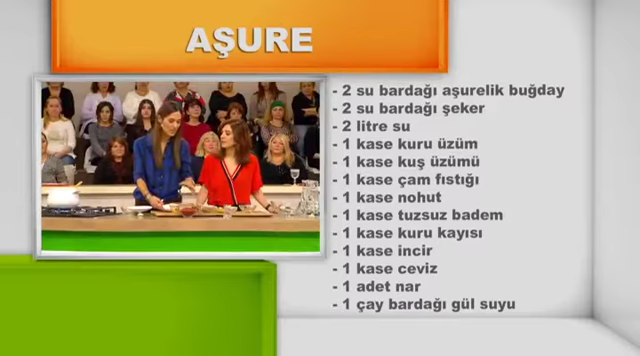 AŞURE
- 2 su bardağı aşurelik buğday
- 2 su bardağı şeker
- 2 litre su
- 1 kase kuru üzüm
- 1 kase kuş üzümü
- 1 kase çam fıstığı
- 1 kase nohut
- 1 kase tuzsuz badem
- 1 kase kuru kayısı
- 1 kase incir
- 1 kase ceviz
- 1 adet nar
- 1 çay bardağı gül suyu